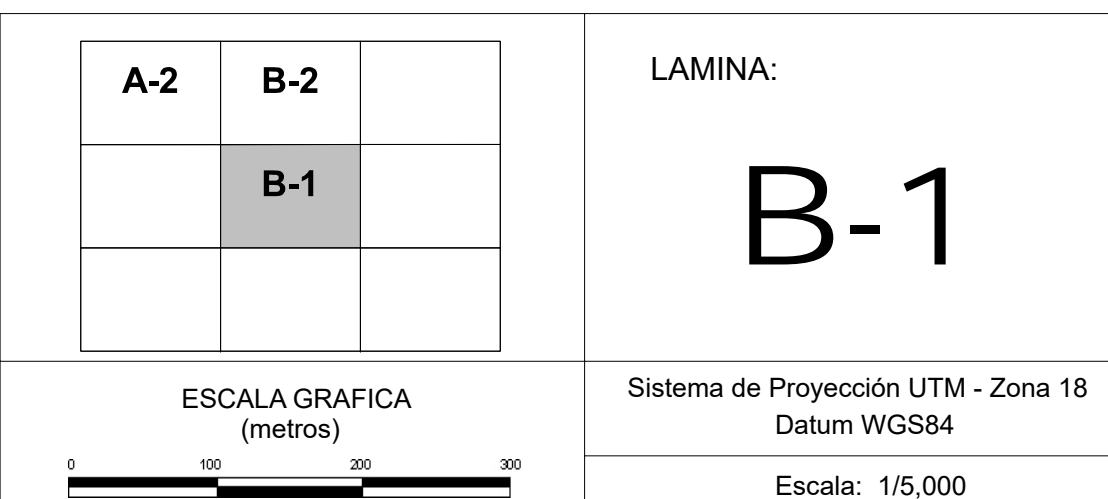 A-2 B-2
B-1
LAMINA:
B-1
ESCALA GRAFICA
(metros)
0 100 200 300
Sistema de Proyección UTM - Zona 18
Datum WGS84
Escala: 1/5,000